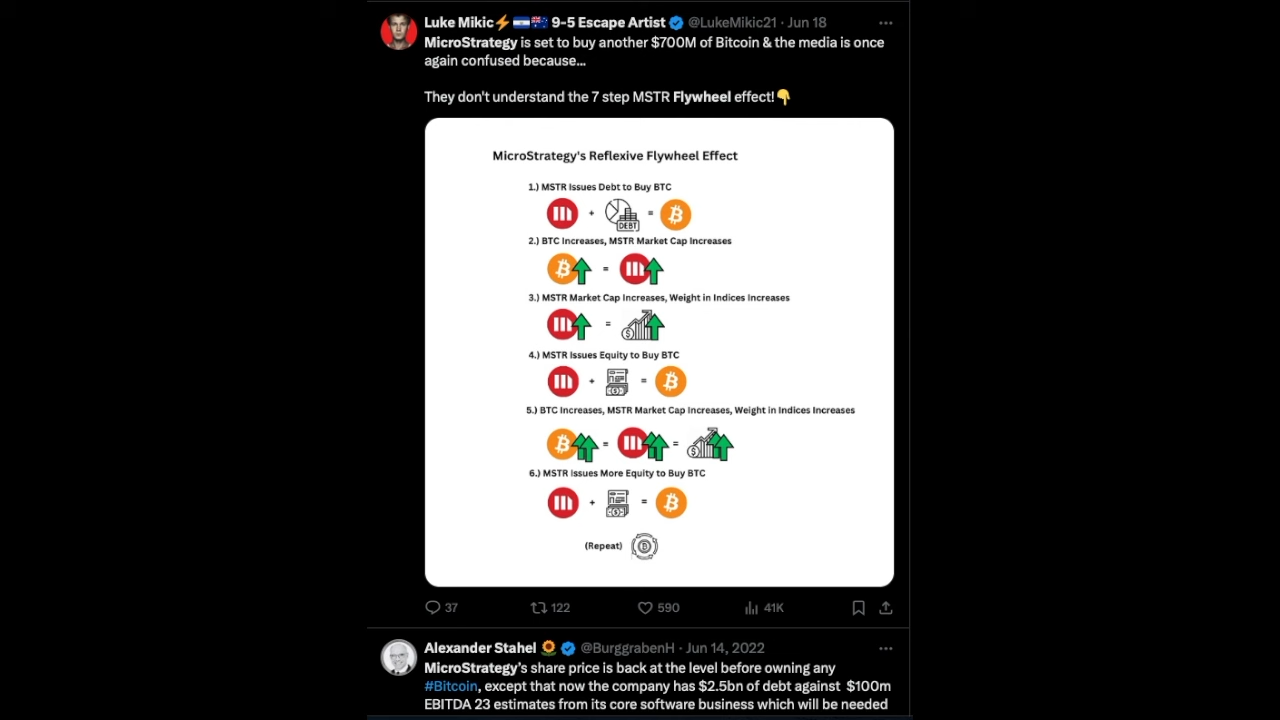 Luke Mikic⚡🇸🇻🇦🇺 9-5 Escape Artist @LukeMikic21 · Jun 18
MicroStrategy is set to buy another $700M of Bitcoin & the media is once
again confused because...
They don't understand the 7 step MSTR Flywheel effect!👇
MicroStrategy's Reflexive Flywheel Effect
1.) MSTR Issues Debt to Buy BTC
+ DEBT =
2.) BTC Increases, MSTR Market Cap Increases
=
3.) MSTR Market Cap Increases, Weight in Indices Increases
=
4.) MSTR Issues Equity to Buy BTC
+ =
5.) BTC Increases, MSTR Market Cap Increases, Weight in Indices Increases
= =
6.) MSTR Issues More Equity to Buy BTC
+ =
(Repeat)
37 122 590 41K
Alexander Stahel 🌻 @BurggrabenH · Jun 14, 2022
MicroStrategy's share price is back at the level before owning any
#Bitcoin, except that now the company has $2.5bn of debt against $100m
EBITDA 23 estimates from its core software business which will be needed